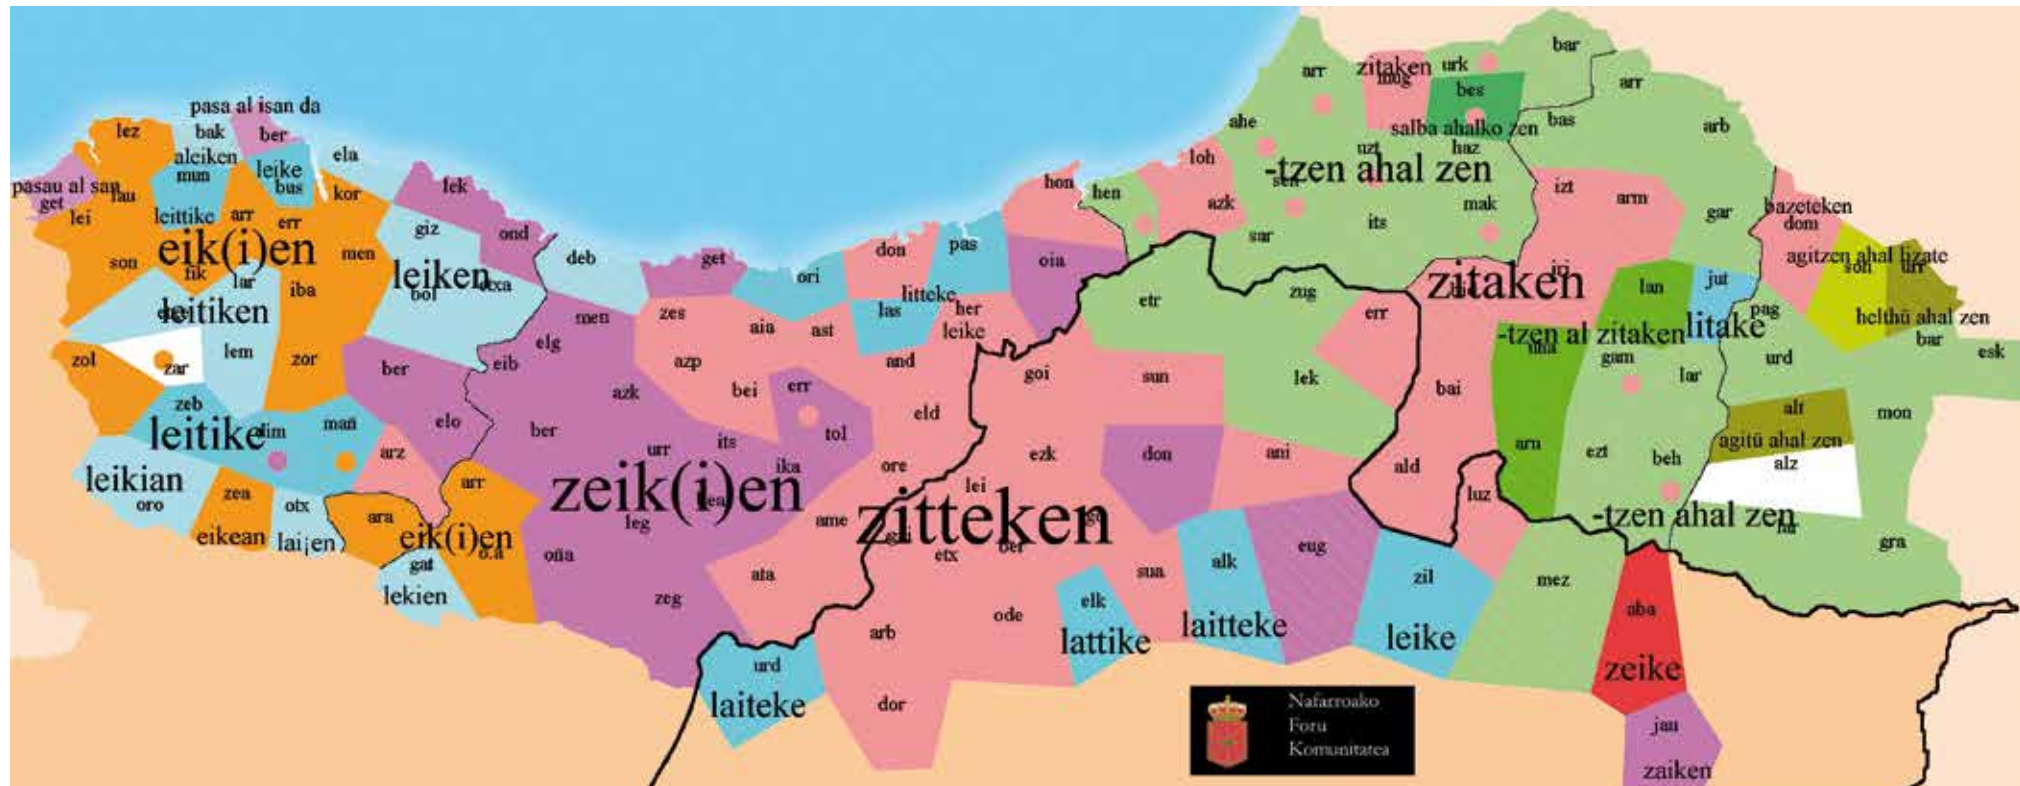 bar
arr
zitaken
urk
mug
arr
bes
pasa al isan da
lez
bak
ber
ahe
salba ahalko zen
bas
arb
aleiken
ela
mun
leike
bus
loh
uzt
haz
-tzen ahal zen
sen
pasau al san
get
lau
kor
lek
hon
hen
azk
mak
izt
arm
bazeteken
dom
gar
lei
leittike
arr
err
giz
ond
sar
its
eik(i)en
son
fik
men
deb
get
don
pas
oia
agitzen ahal lizate
soh
urr
leiken
bol
etxa
ori
lar
iba
litteke
las
her
leike
etr
zug
zitaken
iri
lan
jut
leitiken
men
zes
aia
ast
err
-tzen al zitaken
litake
pag
helthü ahal zen
bar
esk
zol
zar
lem
zor
ber
eib
elg
azp
and
goi
sun
lek
gam
lar
urd
azk
bei
err
bai
zeb
leitike
dim
mañ
elo
ber
eld
alt
mon
agitü ahal zen
arz
urr
its
tol
ika
ore
ezk
don
ani
ald
arn
ezt
beh
alz
leikian
oro
zea
otx
arr
zeik(i)en
leg
lei
luz
eikean
laijen
ara
eik(i)en
ame
zitteken
-tzen ahal zen
gat
lekien
oña
etx
ber
eug
gra
ata
sua
alk
zil
mez
zeg
elk
aba
arb
ode
lattike
laitteke
leike
urd
laiteke
zeike
dor
Nafarroako
Foru
Komunitatea
jau
zaiken